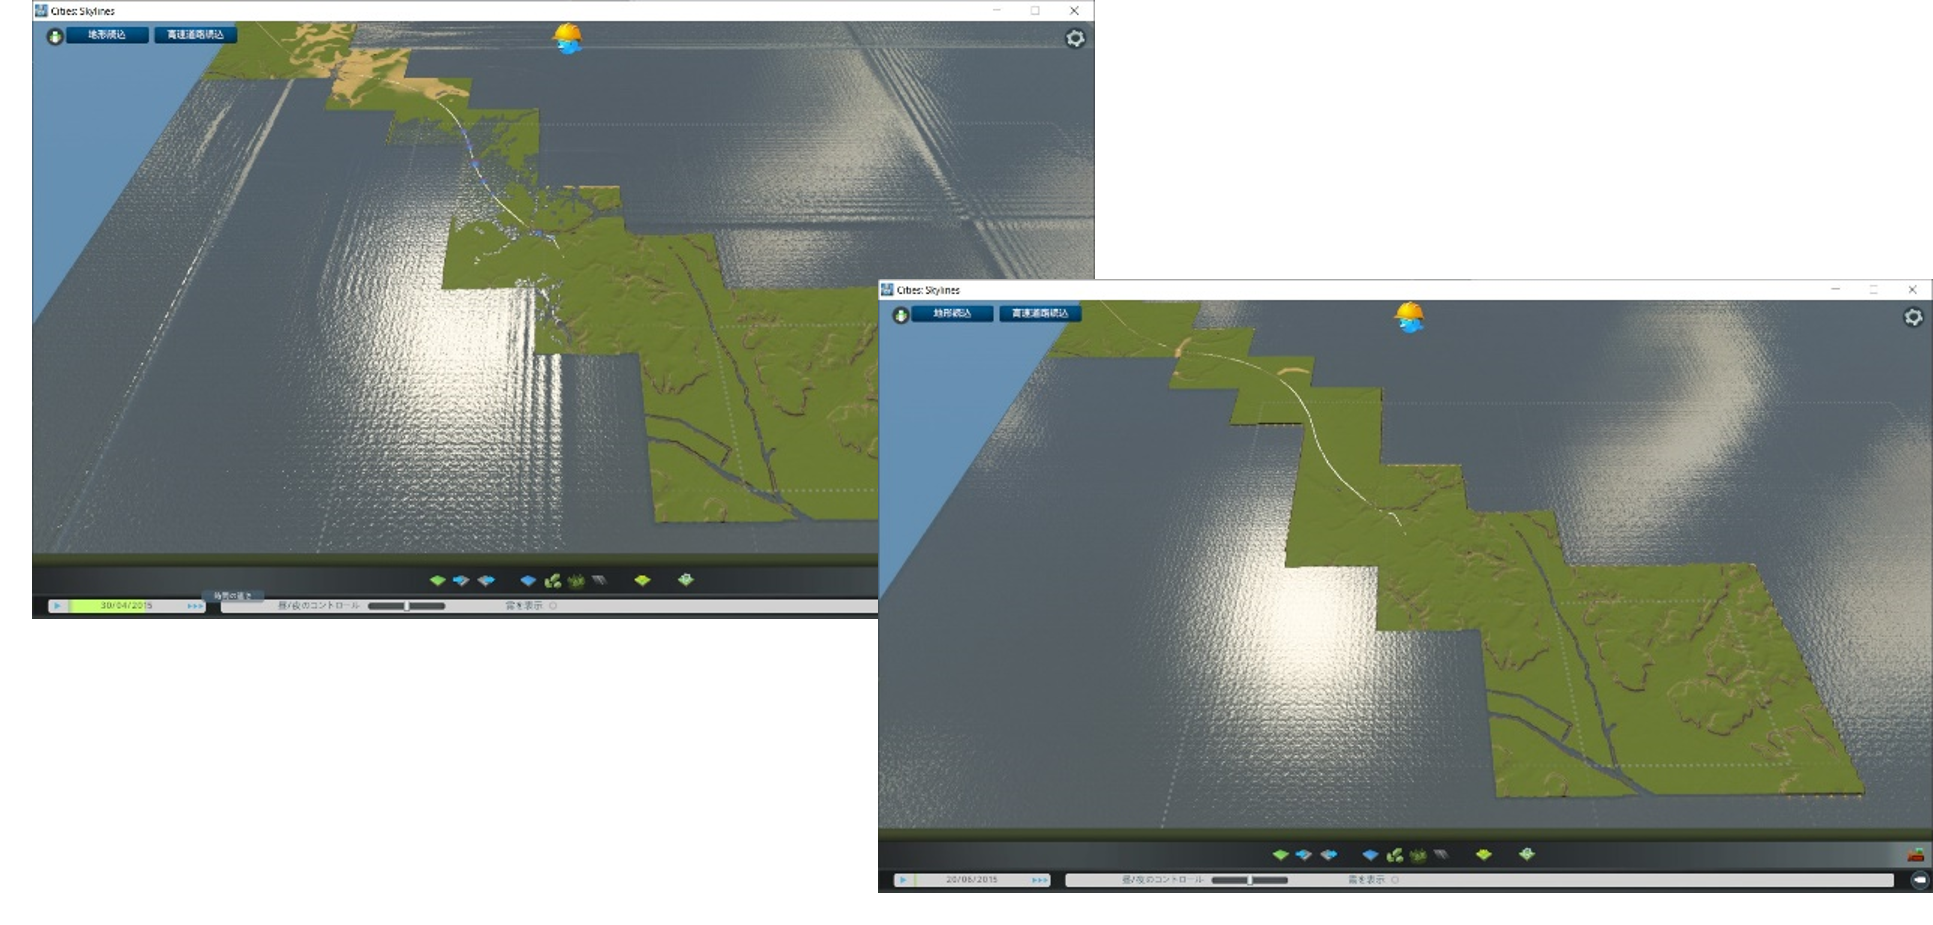 Cities: Skylines
地形読込
高速道路読込
時間の速さ
30/04/2015
昼/夜のコントロール
霧を表示
Cities: Skylines
地形読込
高速道路読込
20/06/2015
昼/夜のコントロール
霧を表示